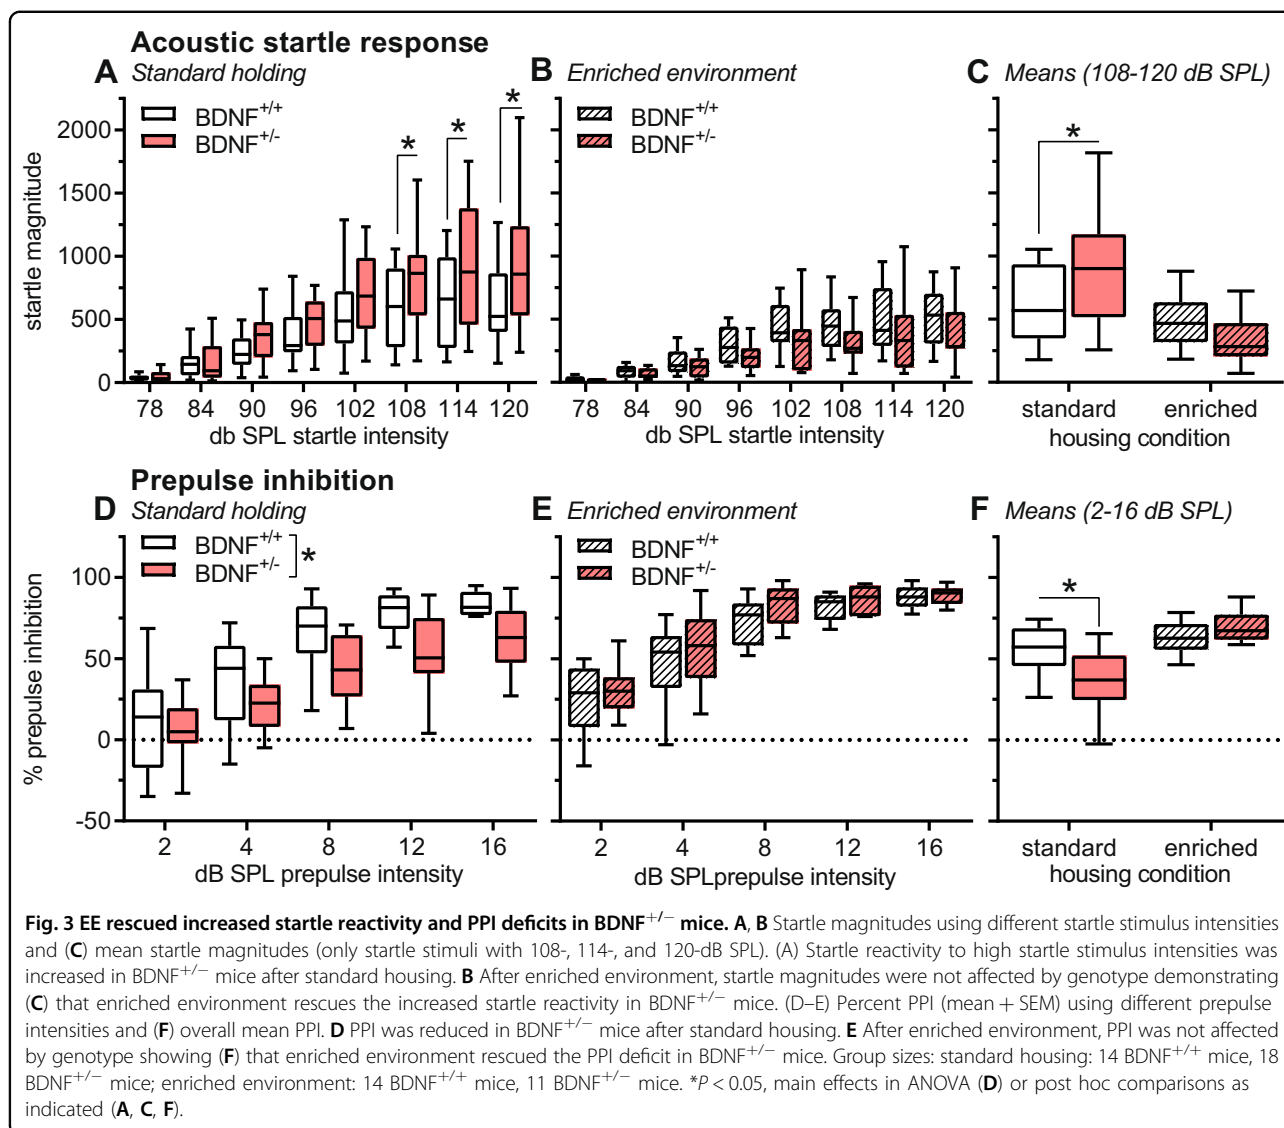 Acoustic startle response
A Standard holding
BDNF+/+
BDNF+/-
* * *
startle magnitude
2000
1500
1000
500
0
78 84 90 96 102 108 114 120
db SPL startle intensity
B Enriched environment
BDNF+/+
BDNF+/-
78 84 90 96 102 108 114 120
db SPL startle intensity
C Means (108-120 dB SPL)
*
standard enriched
housing condition
Prepulse inhibition
D Standard holding
BDNF+/+
BDNF+/-
*
% prepulse inhibition
100
50
0
-50
2 4 8 12 16
dB SPL prepulse intensity
E Enriched environment
BDNF+/+
BDNF+/-
2 4 8 12 16
dB SPLprepulse intensity
F Means (2-16 dB SPL)
*
standard enriched
housing condition
Fig. 3 EE rescued increased startle reactivity and PPI deficits in BDNF+/− mice. A, B Startle magnitudes using different startle stimulus intensities
and (C) mean startle magnitudes (only startle stimuli with 108-, 114-, and 120-dB SPL). (A) Startle reactivity to high startle stimulus intensities was
increased in BDNF+/− mice after standard housing. B After enriched environment, startle magnitudes were not affected by genotype demonstrating
(C) that enriched environment rescues the increased startle reactivity in BDNF+/− mice. (D–E) Percent PPI (mean + SEM) using different prepulse
intensities and (F) overall mean PPI. D PPI was reduced in BDNF+/− mice after standard housing. E After enriched environment, PPI was not affected
by genotype showing (F) that enriched environment rescued the PPI deficit in BDNF+/− mice. Group sizes: standard housing: 14 BDNF+/+ mice, 18
BDNF+/− mice; enriched environment: 14 BDNF+/+ mice, 11 BDNF+/− mice. *P < 0.05, main effects in ANOVA (D) or post hoc comparisons as
indicated (A, C, F).